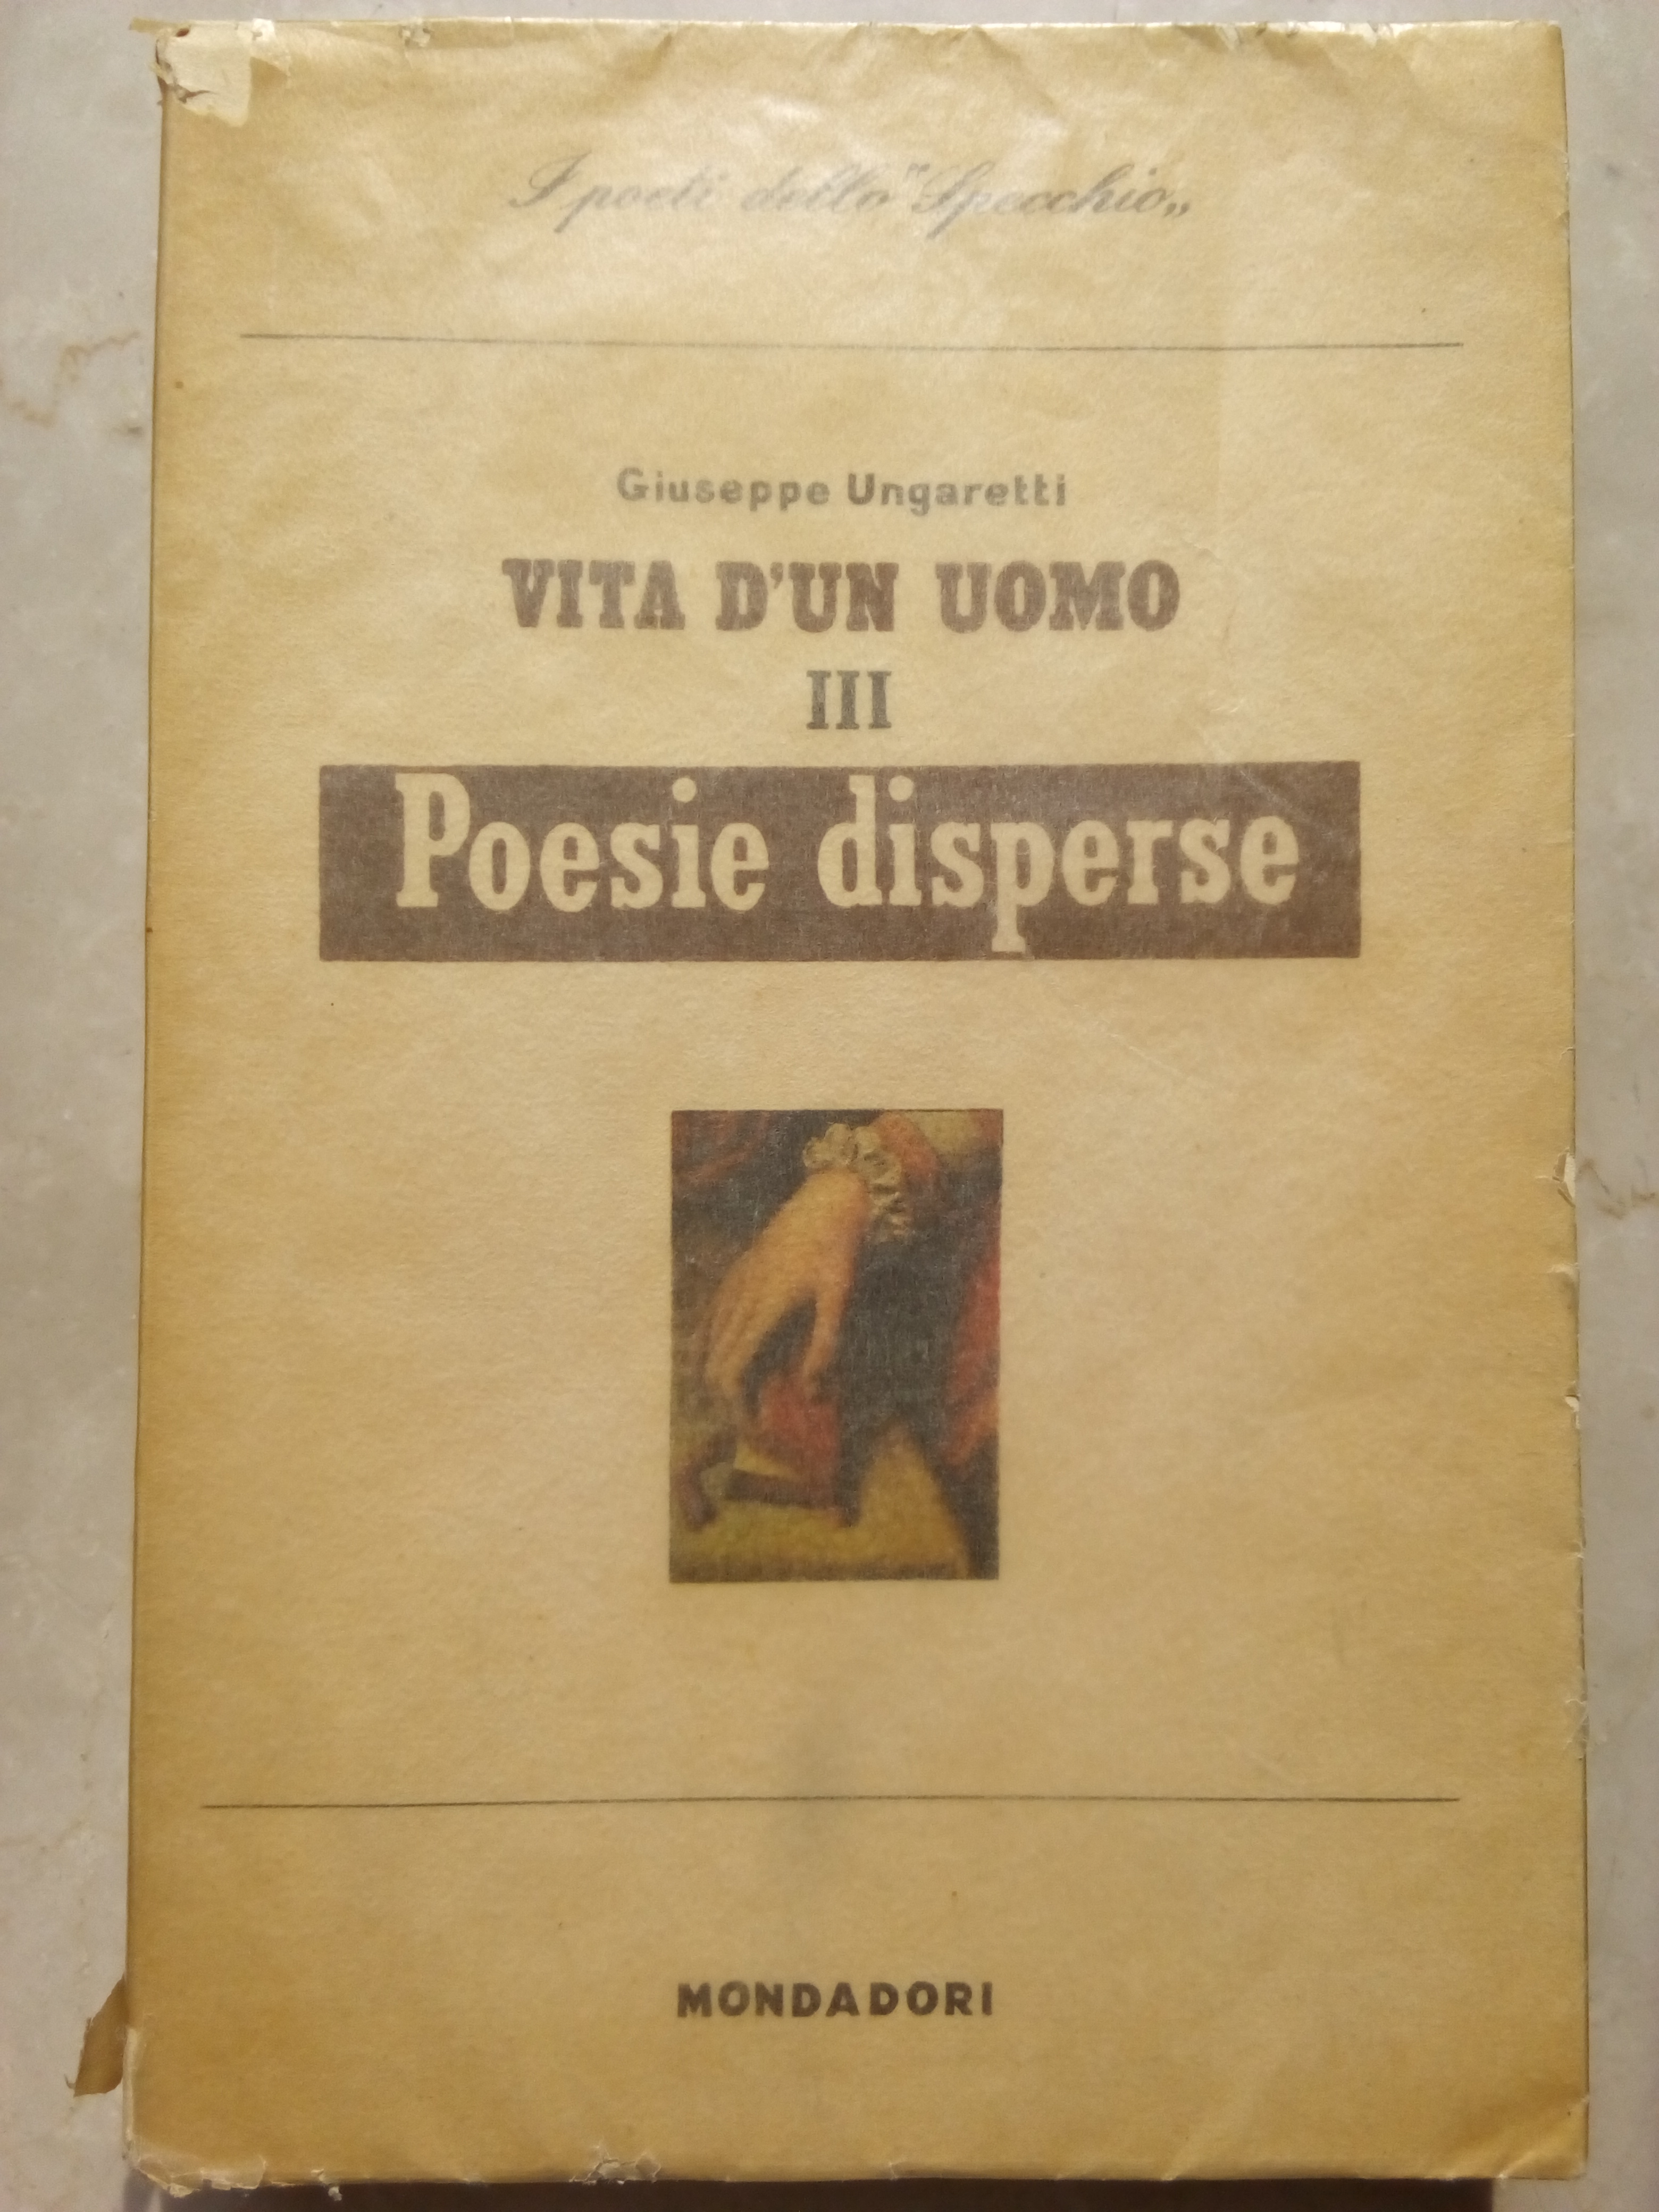 I poeti dello "Specchio„
Giuseppe Ungaretti
VITA D'UN UOMO
III
Poesie disperse
MONDADORI